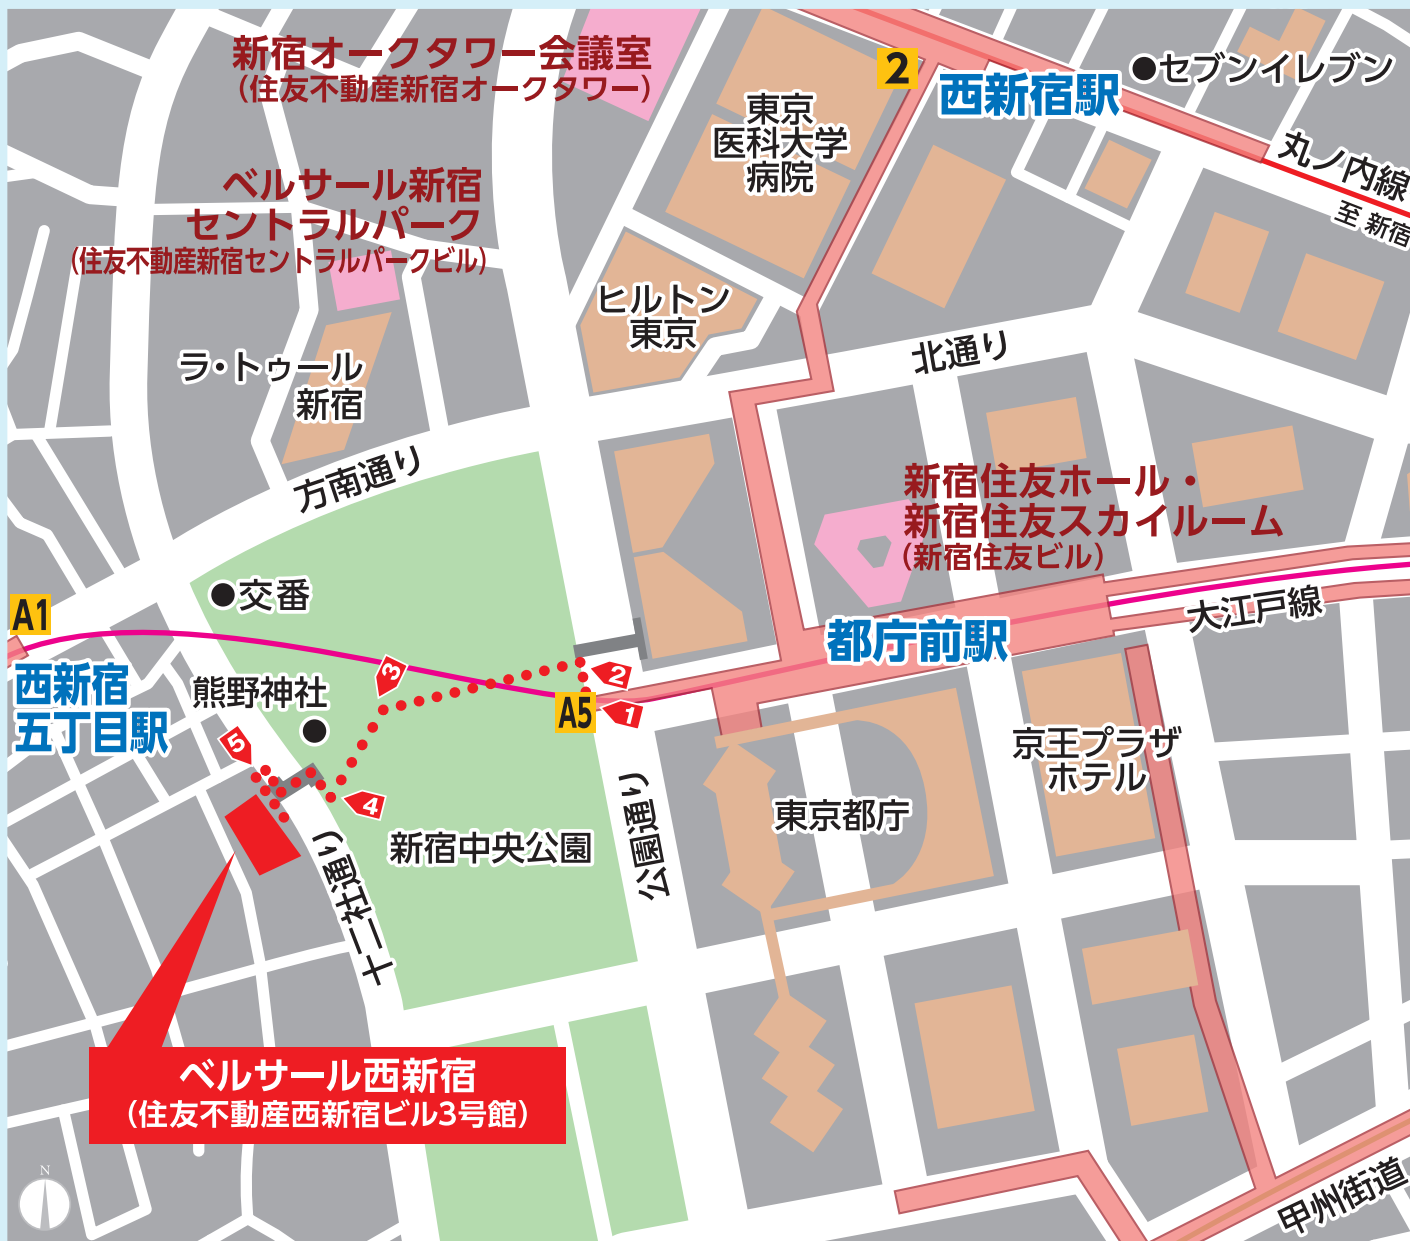 新宿オークタワー会議室
（住友不動産新宿オークタワー）
2
西新宿駅
セブンイレブン
東京
医科大学
病院
丸ノ内線
至 新宿
ベルサール新宿
セントラルパーク
（住友不動産新宿セントラルパークビル）
ヒルトン
東京
北通り
ラ・トゥール
新宿
方南通り
新宿住友ホール・
新宿住友スカイルーム
（新宿住友ビル）
交番
A1
大江戸線
都庁前駅
西新宿
五丁目駅
熊野神社
3
2
A5
1
5
4
京王プラザ
ホテル
東京都庁
新宿中央公園
公園通り
十二社通り
ベルサール西新宿
（住友不動産西新宿ビル3号館）
N
甲州街道